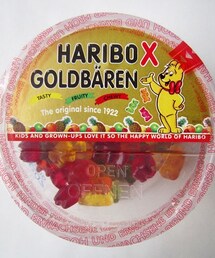 HARIBO X
GOLDBÄREN
TASTY FRUITY
The original since 1922
KIDS AND GROWN-UPS LOVE IT SO THE HAPPY WORLD OF HARIBO
OPEN